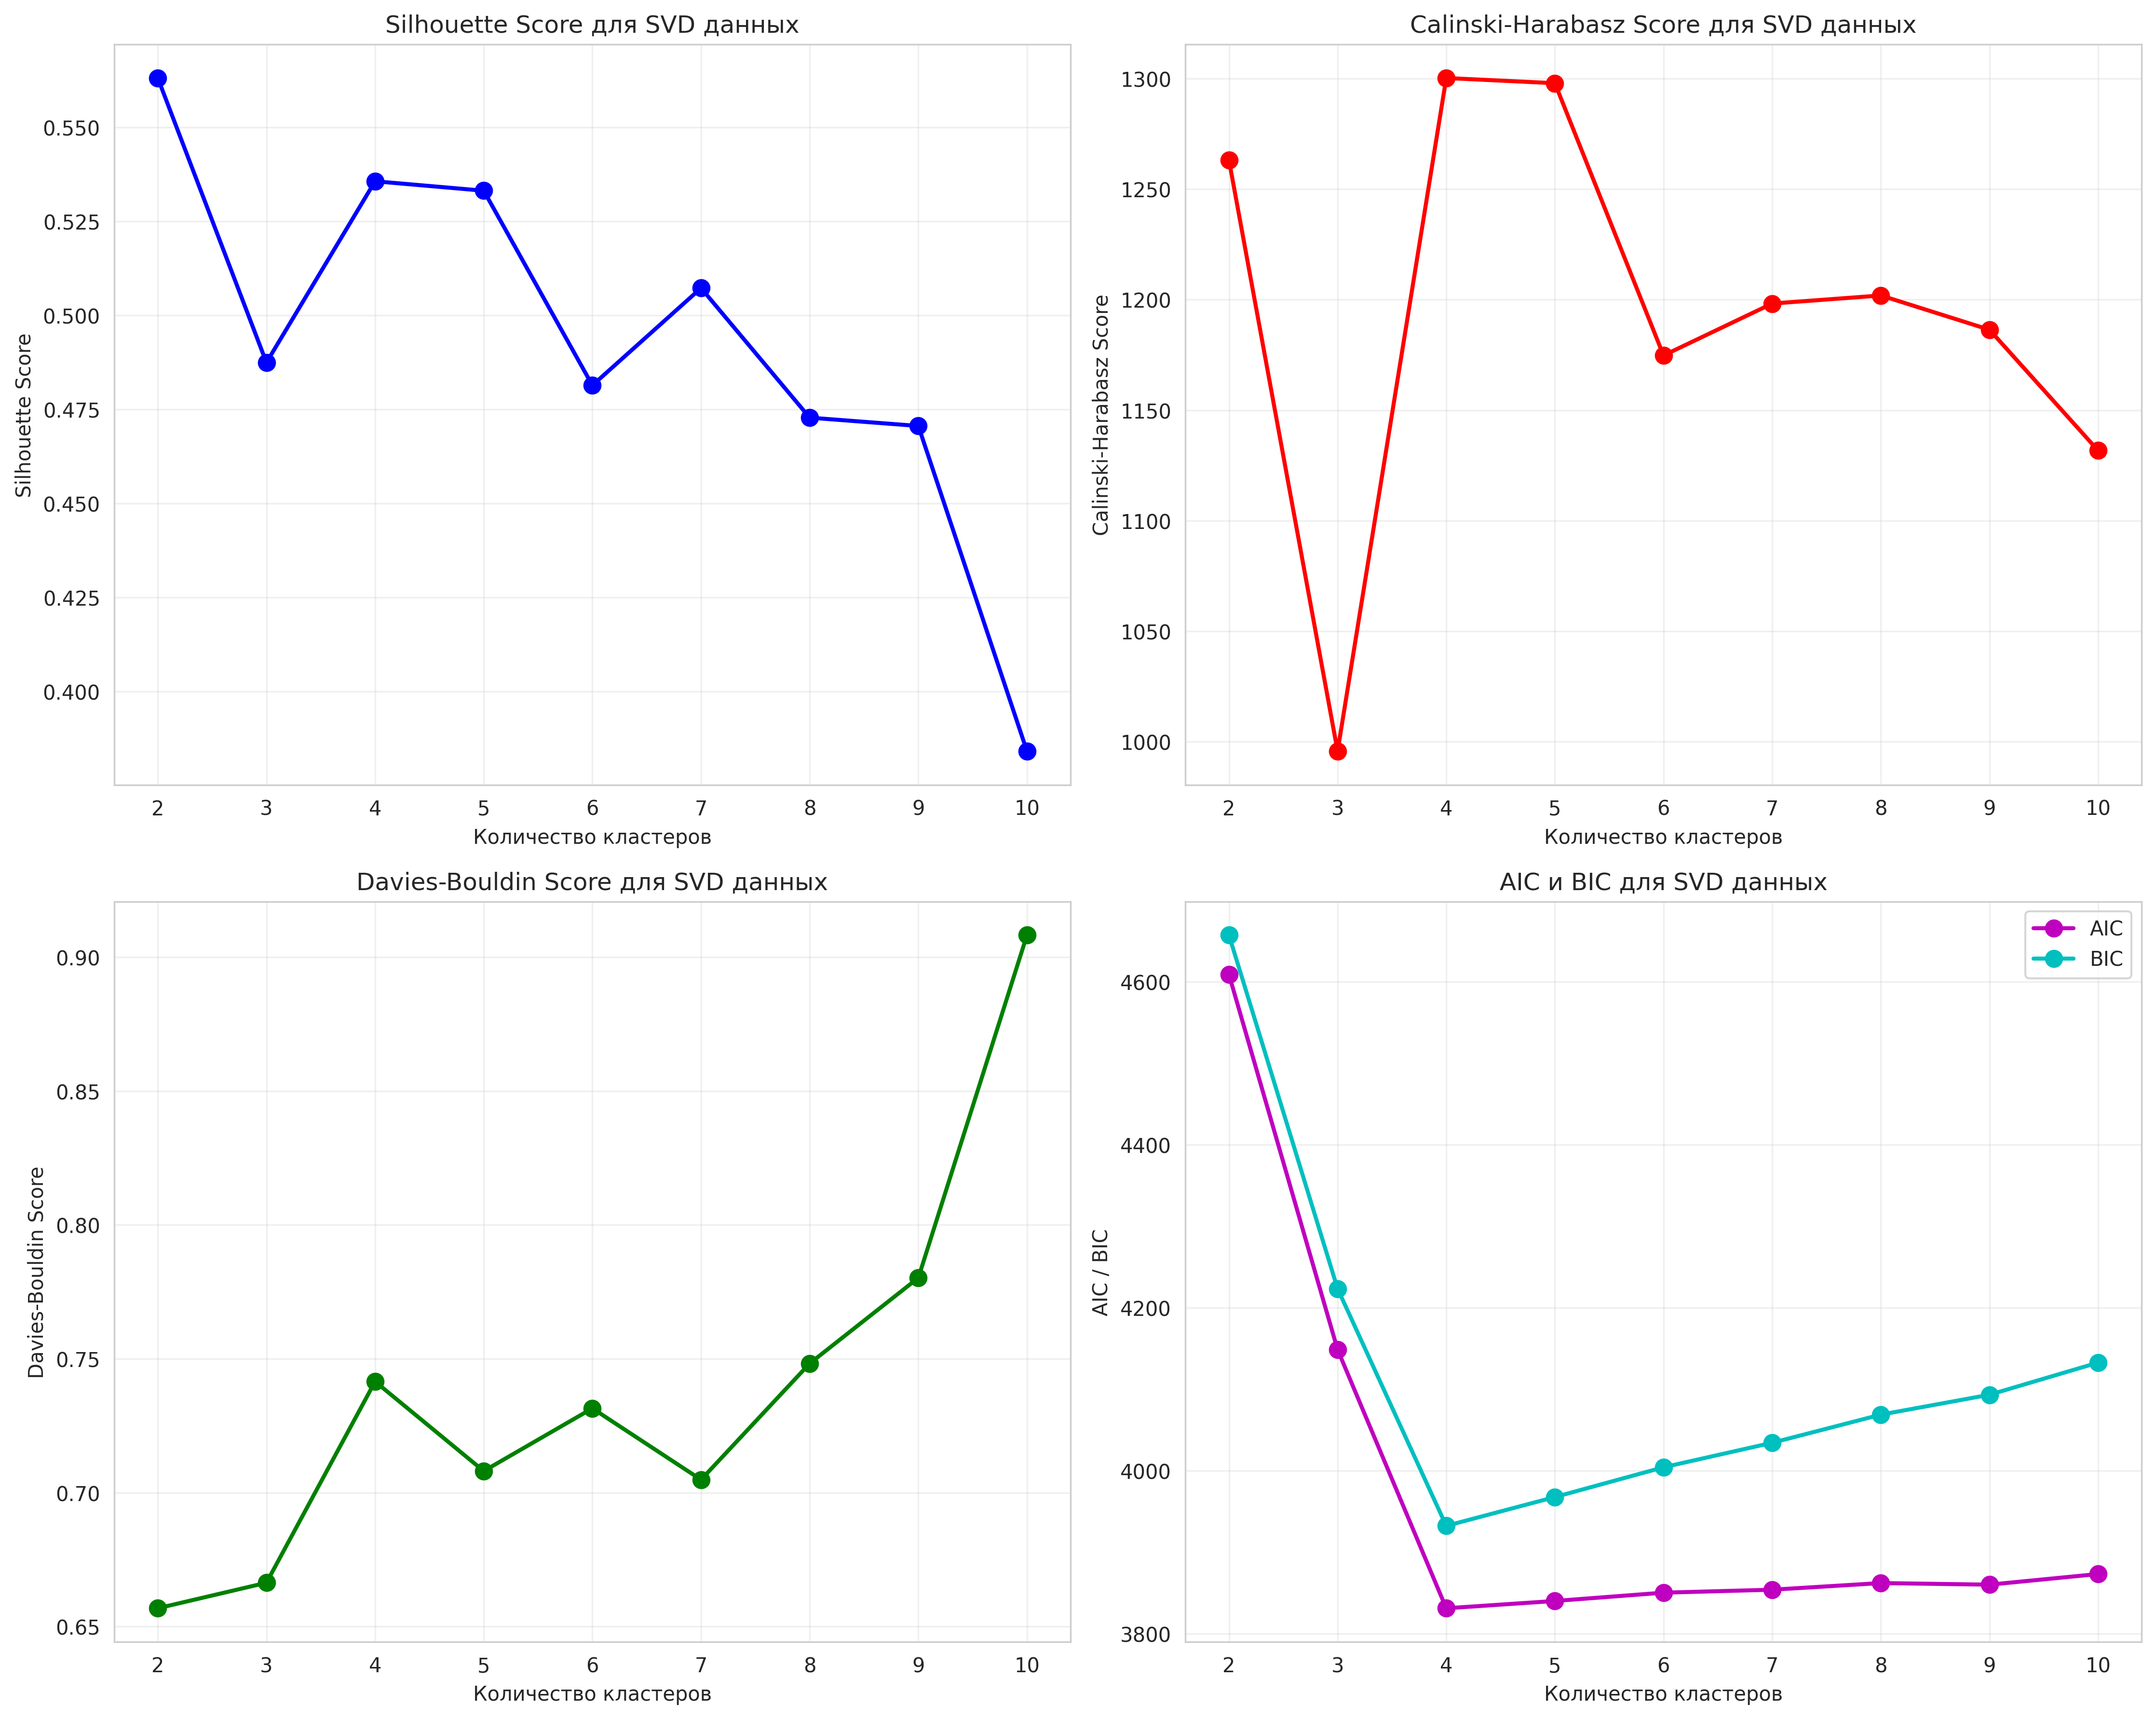 Silhouette Score для SVD данных
Silhouette Score
0.550
0.525
0.500
0.475
0.450
0.425
0.400
2 3 4 5 6 7 8 9 10
Количество кластеров
Calinski-Harabasz Score для SVD данных
Calinski-Harabasz Score
1300
1250
1200
1150
1100
1050
1000
2 3 4 5 6 7 8 9 10
Количество кластеров
Davies-Bouldin Score для SVD данных
Davies-Bouldin Score
0.90
0.85
0.80
0.75
0.70
0.65
2 3 4 5 6 7 8 9 10
Количество кластеров
AIC и BIC для SVD данных
AIC / BIC
AIC
BIC
4600
4400
4200
4000
3800
2 3 4 5 6 7 8 9 10
Количество кластеров